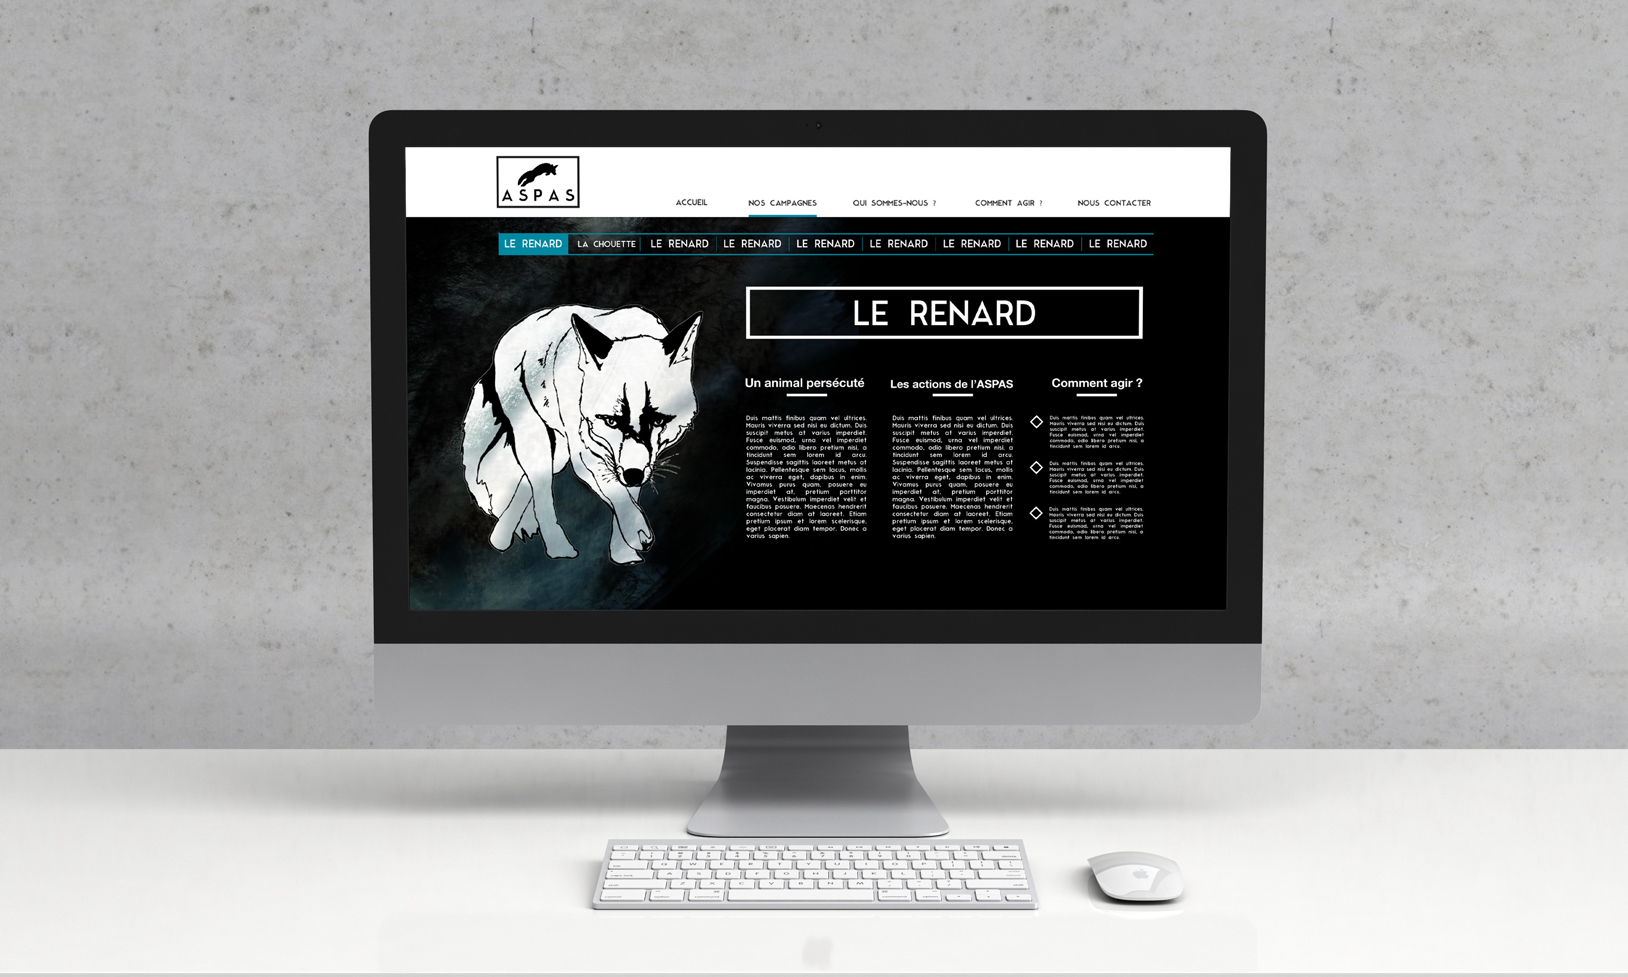 ASPAS
ACCUEIL
NOS CAMPAGNES
QUI SOMMES-NOUS ?
COMMENT AGIR ?
NOUS CONTACTER
LE RENARD
LA CHOUETTE
LE RENARD
LE RENARD
LE RENARD
LE RENARD
LE RENARD
LE RENARD
LE RENARD
LE RENARD
Un animal persécuté
Duis mattis finibus quam vel ultrices.
Mauris viverra sed nisi eu dictum. Duis
suscipit metus at varius imperdiet.
Fusce euismod, urna vel imperdiet
commodo, odio libero pretium nisi, a
tincidunt sem lorem id arcu.
Suspendisse sagittis laoreet metus at
lacinia. Pellentesque sem lacus, mollis
ac viverra eget, dapibus in enim.
Vivamus purus quam, posuere eu
imperdiet at, pretium porttitor
magna. Vestibulum imperdiet velit et
faucibus posuere. Maecenas hendrerit
consectetur diam at laoreet. Etiam
pretium ipsum et lorem scelerisque,
eget placerat diam tempor. Donec a
varius sapien.
Les actions de l'ASPAS
Duis mattis finibus quam vel ultrices.
Mauris viverra sed nisi eu dictum. Duis
suscipit metus at varius imperdiet.
Fusce euismod, urna vel imperdiet
commodo, odio libero pretium nisi, a
tincidunt sem lorem id arcu.
Suspendisse sagittis laoreet metus at
lacinia. Pellentesque sem lacus, mollis
ac viverra eget, dapibus in enim.
Vivamus purus quam, posuere eu
imperdiet at, pretium porttitor
magna. Vestibulum imperdiet velit et
faucibus posuere. Maecenas hendrerit
consectetur diam at laoreet. Etiam
pretium ipsum et lorem scelerisque,
eget placerat diam tempor. Donec a
varius sapien.
Comment agir ?
Duis mattis finibus quam vel ultrices.
Mauris viverra sed nisi eu dictum. Duis
suscipit metus at varius imperdiet.
Fusce euismod, urna vel imperdiet
commodo, odio libero pretium nisi, a
tincidunt sem lorem id arcu.
Duis mattis finibus quam vel ultrices.
Mauris viverra sed nisi eu dictum. Duis
suscipit metus at varius imperdiet.
Fusce euismod, urna vel imperdiet
commodo, odio libero pretium nisi, a
tincidunt sem lorem id arcu.
Duis mattis finibus quam vel ultrices.
Mauris viverra sed nisi eu dictum. Duis
suscipit metus at varius imperdiet.
Fusce euismod, urna vel imperdiet
commodo, odio libero pretium nisi, a
tincidunt sem lorem id arcu.